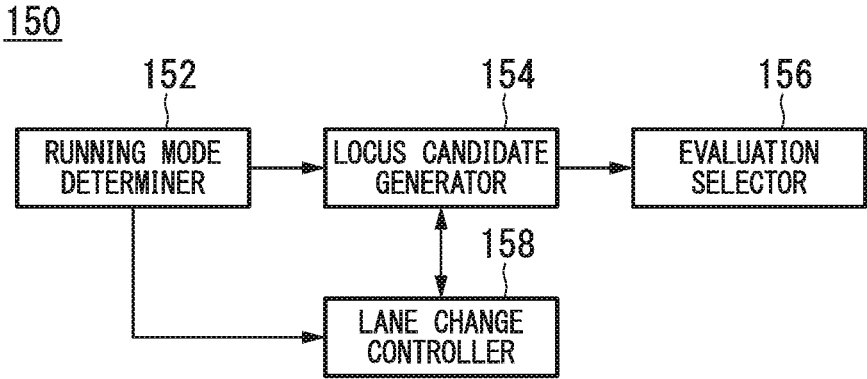 150
152
RUNNING MODE
DETERMINER
154
LOCUS CANDIDATE
GENERATOR
156
EVALUATION
SELECTOR
158
LANE CHANGE
CONTROLLER